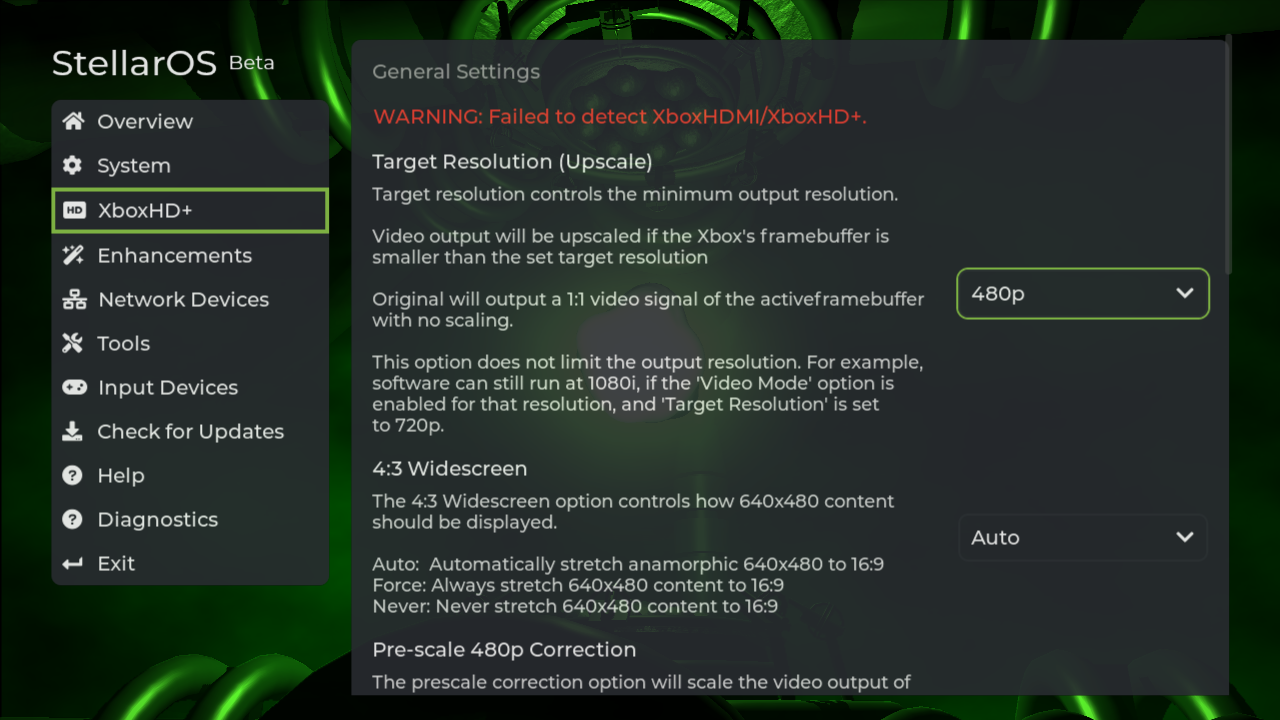 StellarOS Beta
Overview
System
HD XboxHD+
Enhancements
Network Devices
Tools
Input Devices
Check for Updates
Help
Diagnostics
Exit
General Settings
WARNING: Failed to detect XboxHDMI/XboxHD+.
Target Resolution (Upscale)
Target resolution controls the minimum output resolution.
Video output will be upscaled if the Xbox's framebuffer is
smaller than the set target resolution
Original will output a 1:1 video signal of the activeframebuffer
with no scaling.
This option does not limit the output resolution. For example,
software can still run at 1080i, if the 'Video Mode' option is
enabled for that resolution, and 'Target Resolution' is set
to 720p.
480p
4:3 Widescreen
The 4:3 Widescreen option controls how 640x480 content
should be displayed.
Auto: Automatically stretch anamorphic 640x480 to 16:9
Force: Always stretch 640x480 content to 16:9
Never: Never stretch 640x480 content to 16:9
Auto
Pre-scale 480p Correction
The prescale correction option will scale the video output of